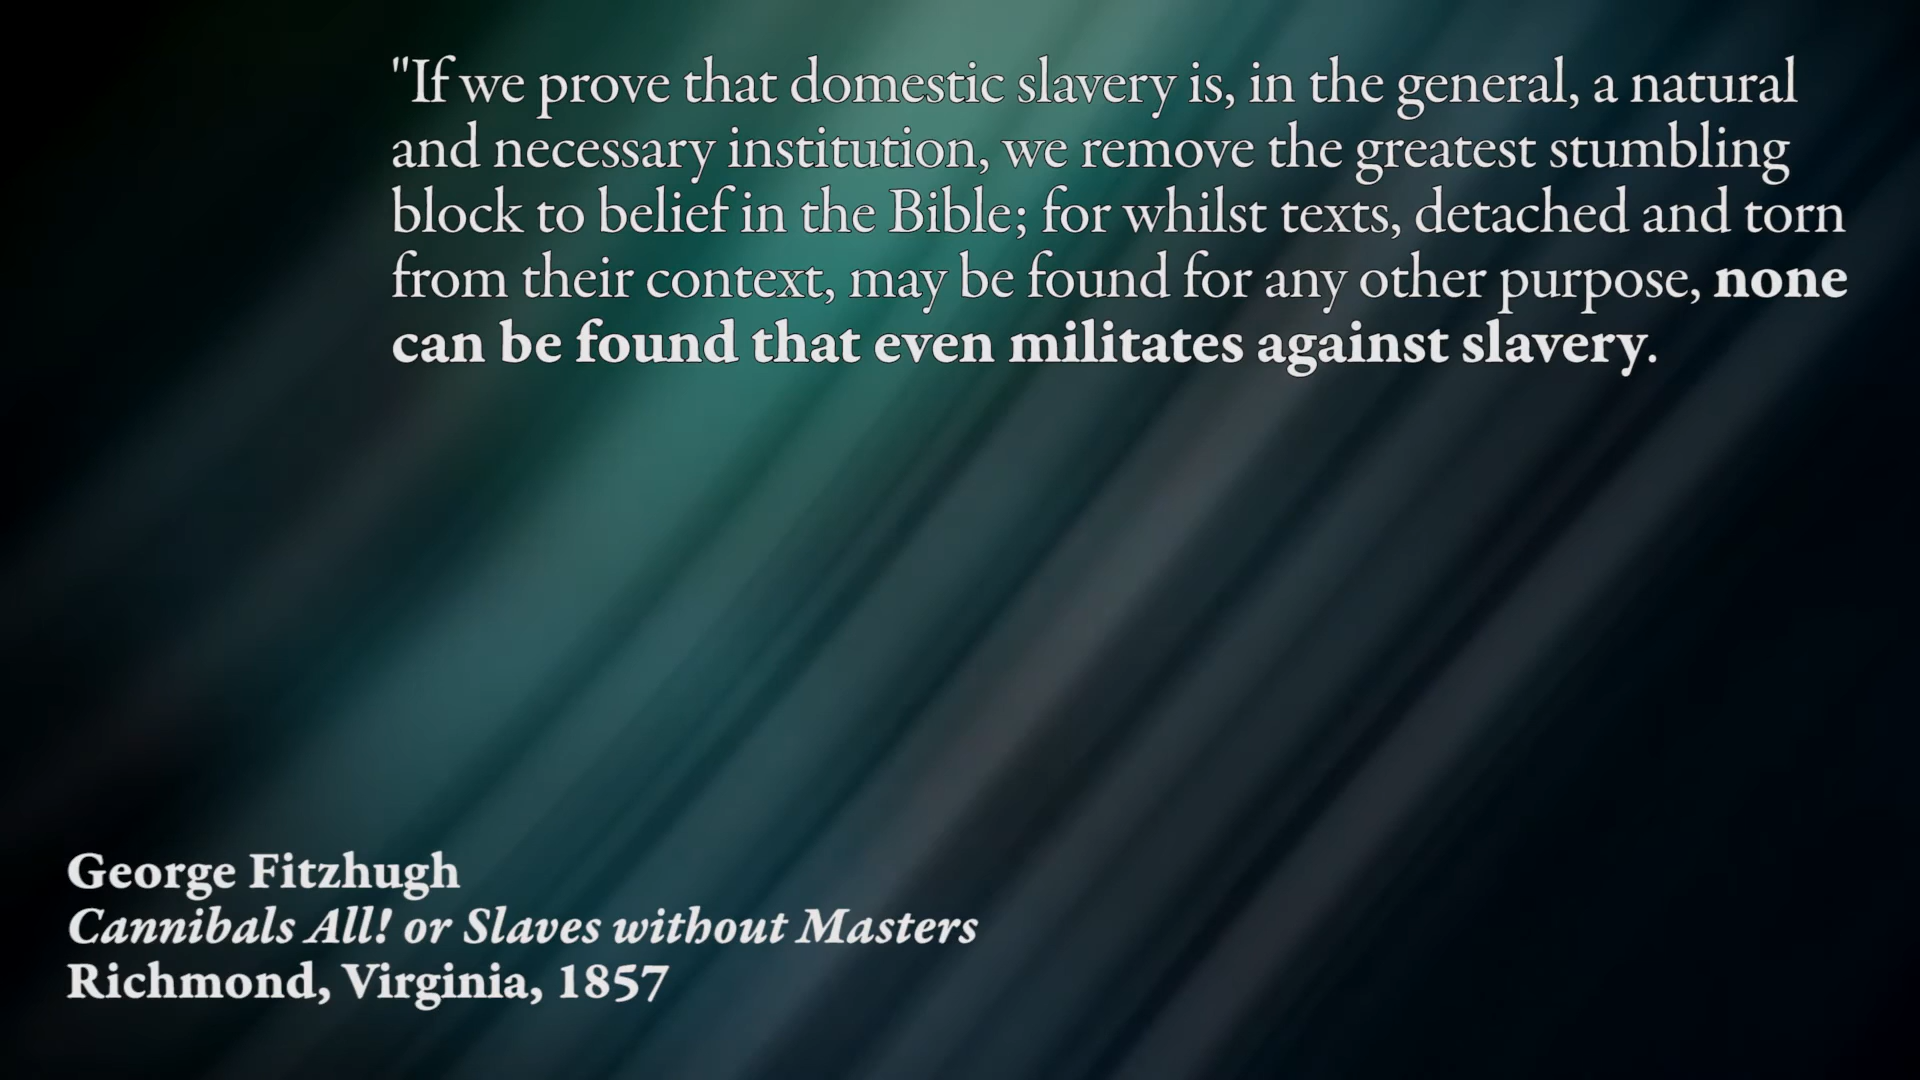 "If we prove that domestic slavery is, in the general, a natural
and necessary institution, we remove the greatest stumbling
block to belief in the Bible; for whilst texts, detached and torn
from their context, may be found for any other purpose, none
can be found that even militates against slavery.
George Fitzhugh
Cannibals All! or Slaves without Masters
Richmond, Virginia, 1857